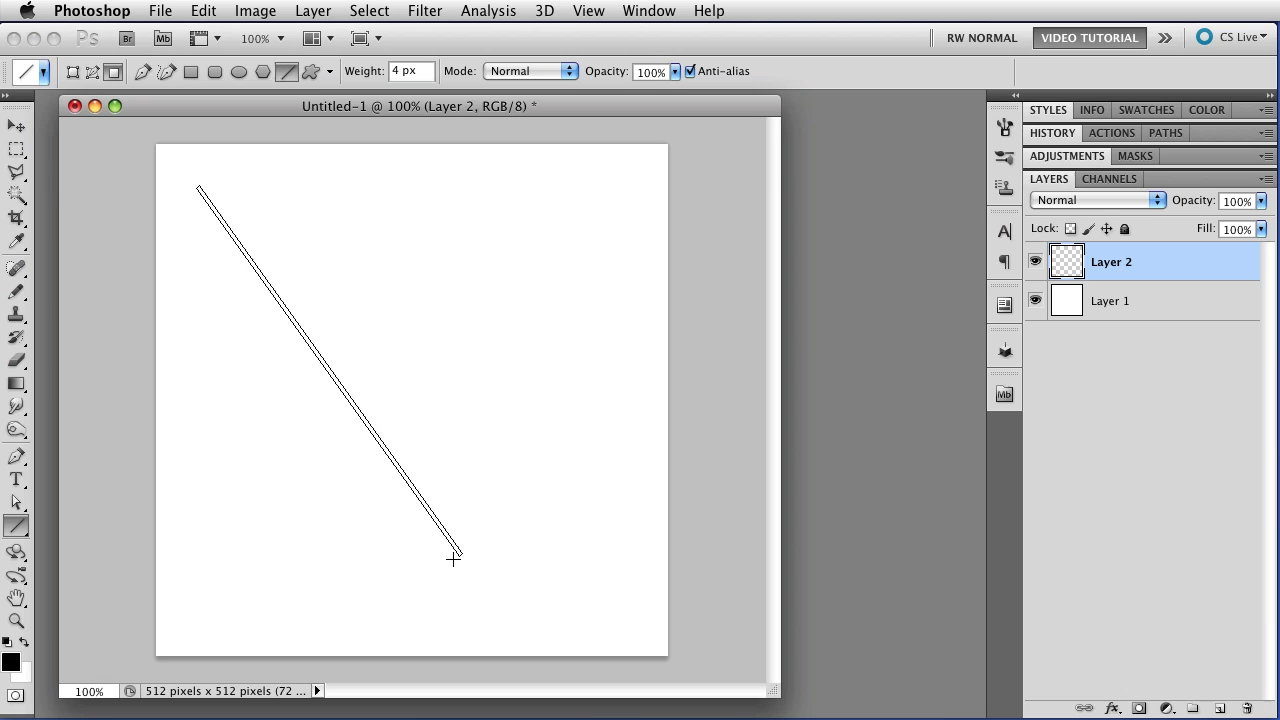 Photoshop File Edit Image Layer Select Filter Analysis 3D View Window Help
Ps Br Mb 100% RW NORMAL VIDEO TUTORIAL CS Live
Weight: 4 px Mode: Normal Opacity: 100% Anti-alias
Untitled-1 @ 100% (Layer 2, RGB/8) *
STYLES INFO SWATCHES COLOR
HISTORY ACTIONS PATHS
ADJUSTMENTS MASKS
LAYERS CHANNELS
Normal Opacity: 100%
Lock: Fill: 100%
Layer 2
Layer 1
A
Mb
T
100% 512 pixels x 512 pixels (72 ...
fx